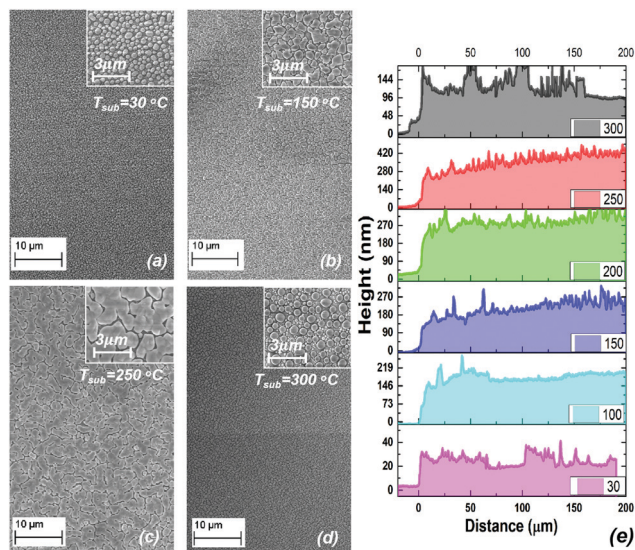 3μm
T_sub=30 °C
10 μm
(a)
3μm
T_sub=150 °C
10 μm
(b)
3μm
T_sub=250 °C
10 μm
(c)
3μm
T_sub=300 °C
10 μm
(d)
0 50 100 150 200
144
96
48
0
300
420
280
140
0
250
270
180
90
0
200
270
180
90
0
150
219
146
73
0
100
40
20
0
30
0 50 100 150 200
Height (nm)
Distance (μm)
(e)